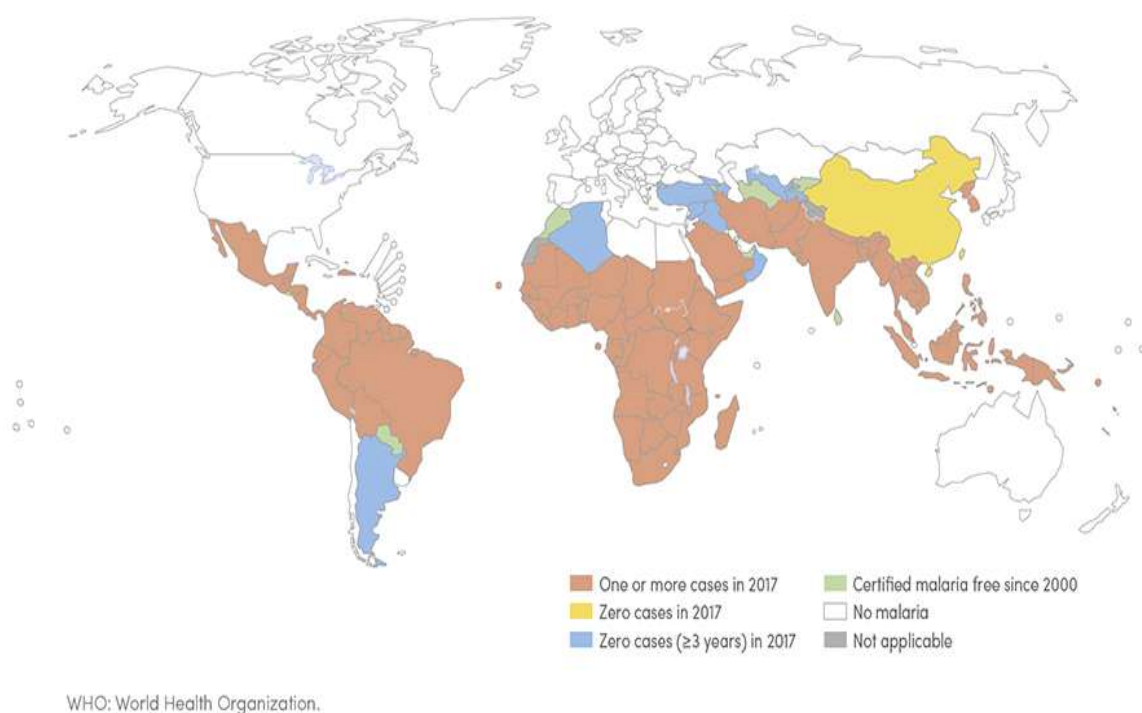 One or more cases in 2017
Zero cases in 2017
Zero cases (≥3 years) in 2017
Certified malaria free since 2000
No malaria
Not applicable
WHO: World Health Organization.